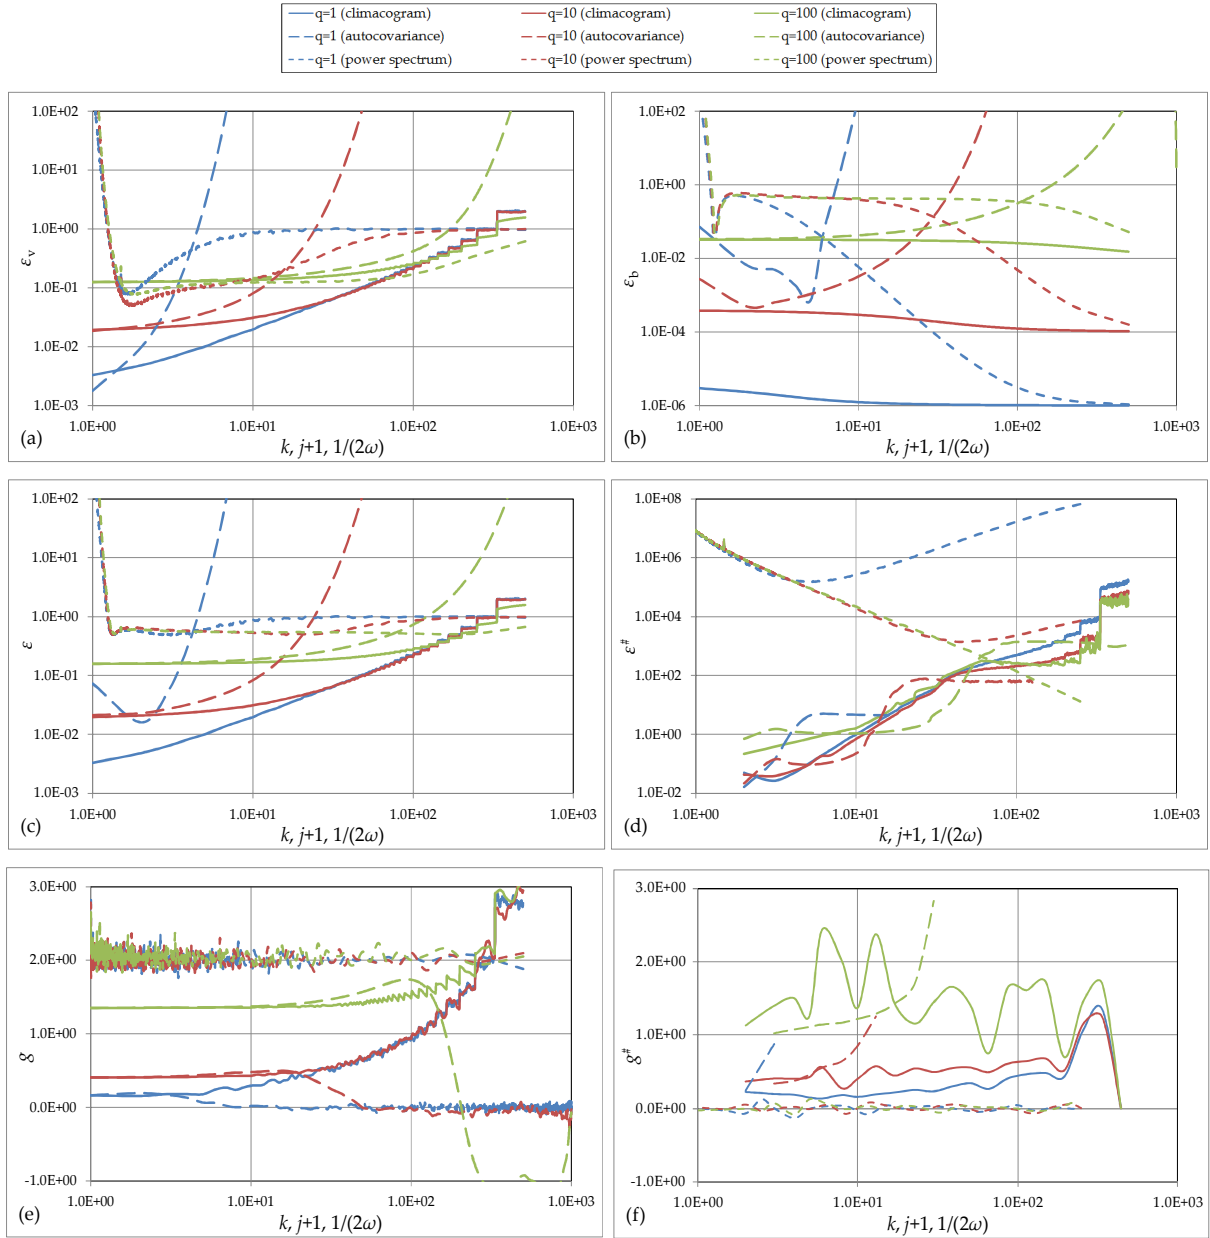 q=1 (climacogram) q=10 (climacogram) q=100 (climacogram)
q=1 (autocovariance) q=10 (autocovariance) q=100 (autocovariance)
q=1 (power spectrum) q=10 (power spectrum) q=100 (power spectrum)
1.0E+02
1.0E+01
1.0E+00
1.0E-01
1.0E-02
1.0E-03
εv
1.0E+00 1.0E+01 1.0E+02 1.0E+03
(a)
k, j+1, 1/(2ω)
1.0E+02
1.0E+00
1.0E-02
1.0E-04
1.0E-06
εb
1.0E+00 1.0E+01 1.0E+02 1.0E+03
(b)
k, j+1, 1/(2ω)
1.0E+02
1.0E+01
1.0E+00
1.0E-01
1.0E-02
1.0E-03
ε
1.0E+00 1.0E+01 1.0E+02 1.0E+03
(c)
k, j+1, 1/(2ω)
1.0E+08
1.0E+06
1.0E+04
1.0E+02
1.0E+00
1.0E-02
ε#
1.0E+00 1.0E+01 1.0E+02 1.0E+03
(d)
k, j+1, 1/(2ω)
3.0E+00
2.0E+00
1.0E+00
0.0E+00
-1.0E+00
g
1.0E+00 1.0E+01 1.0E+02 1.0E+03
(e)
k, j+1, 1/(2ω)
3.0E+00
2.0E+00
1.0E+00
0.0E+00
-1.0E+00
g#
1.0E+00 1.0E+01 1.0E+02 1.0E+03
(f)
k, j+1, 1/(2ω)